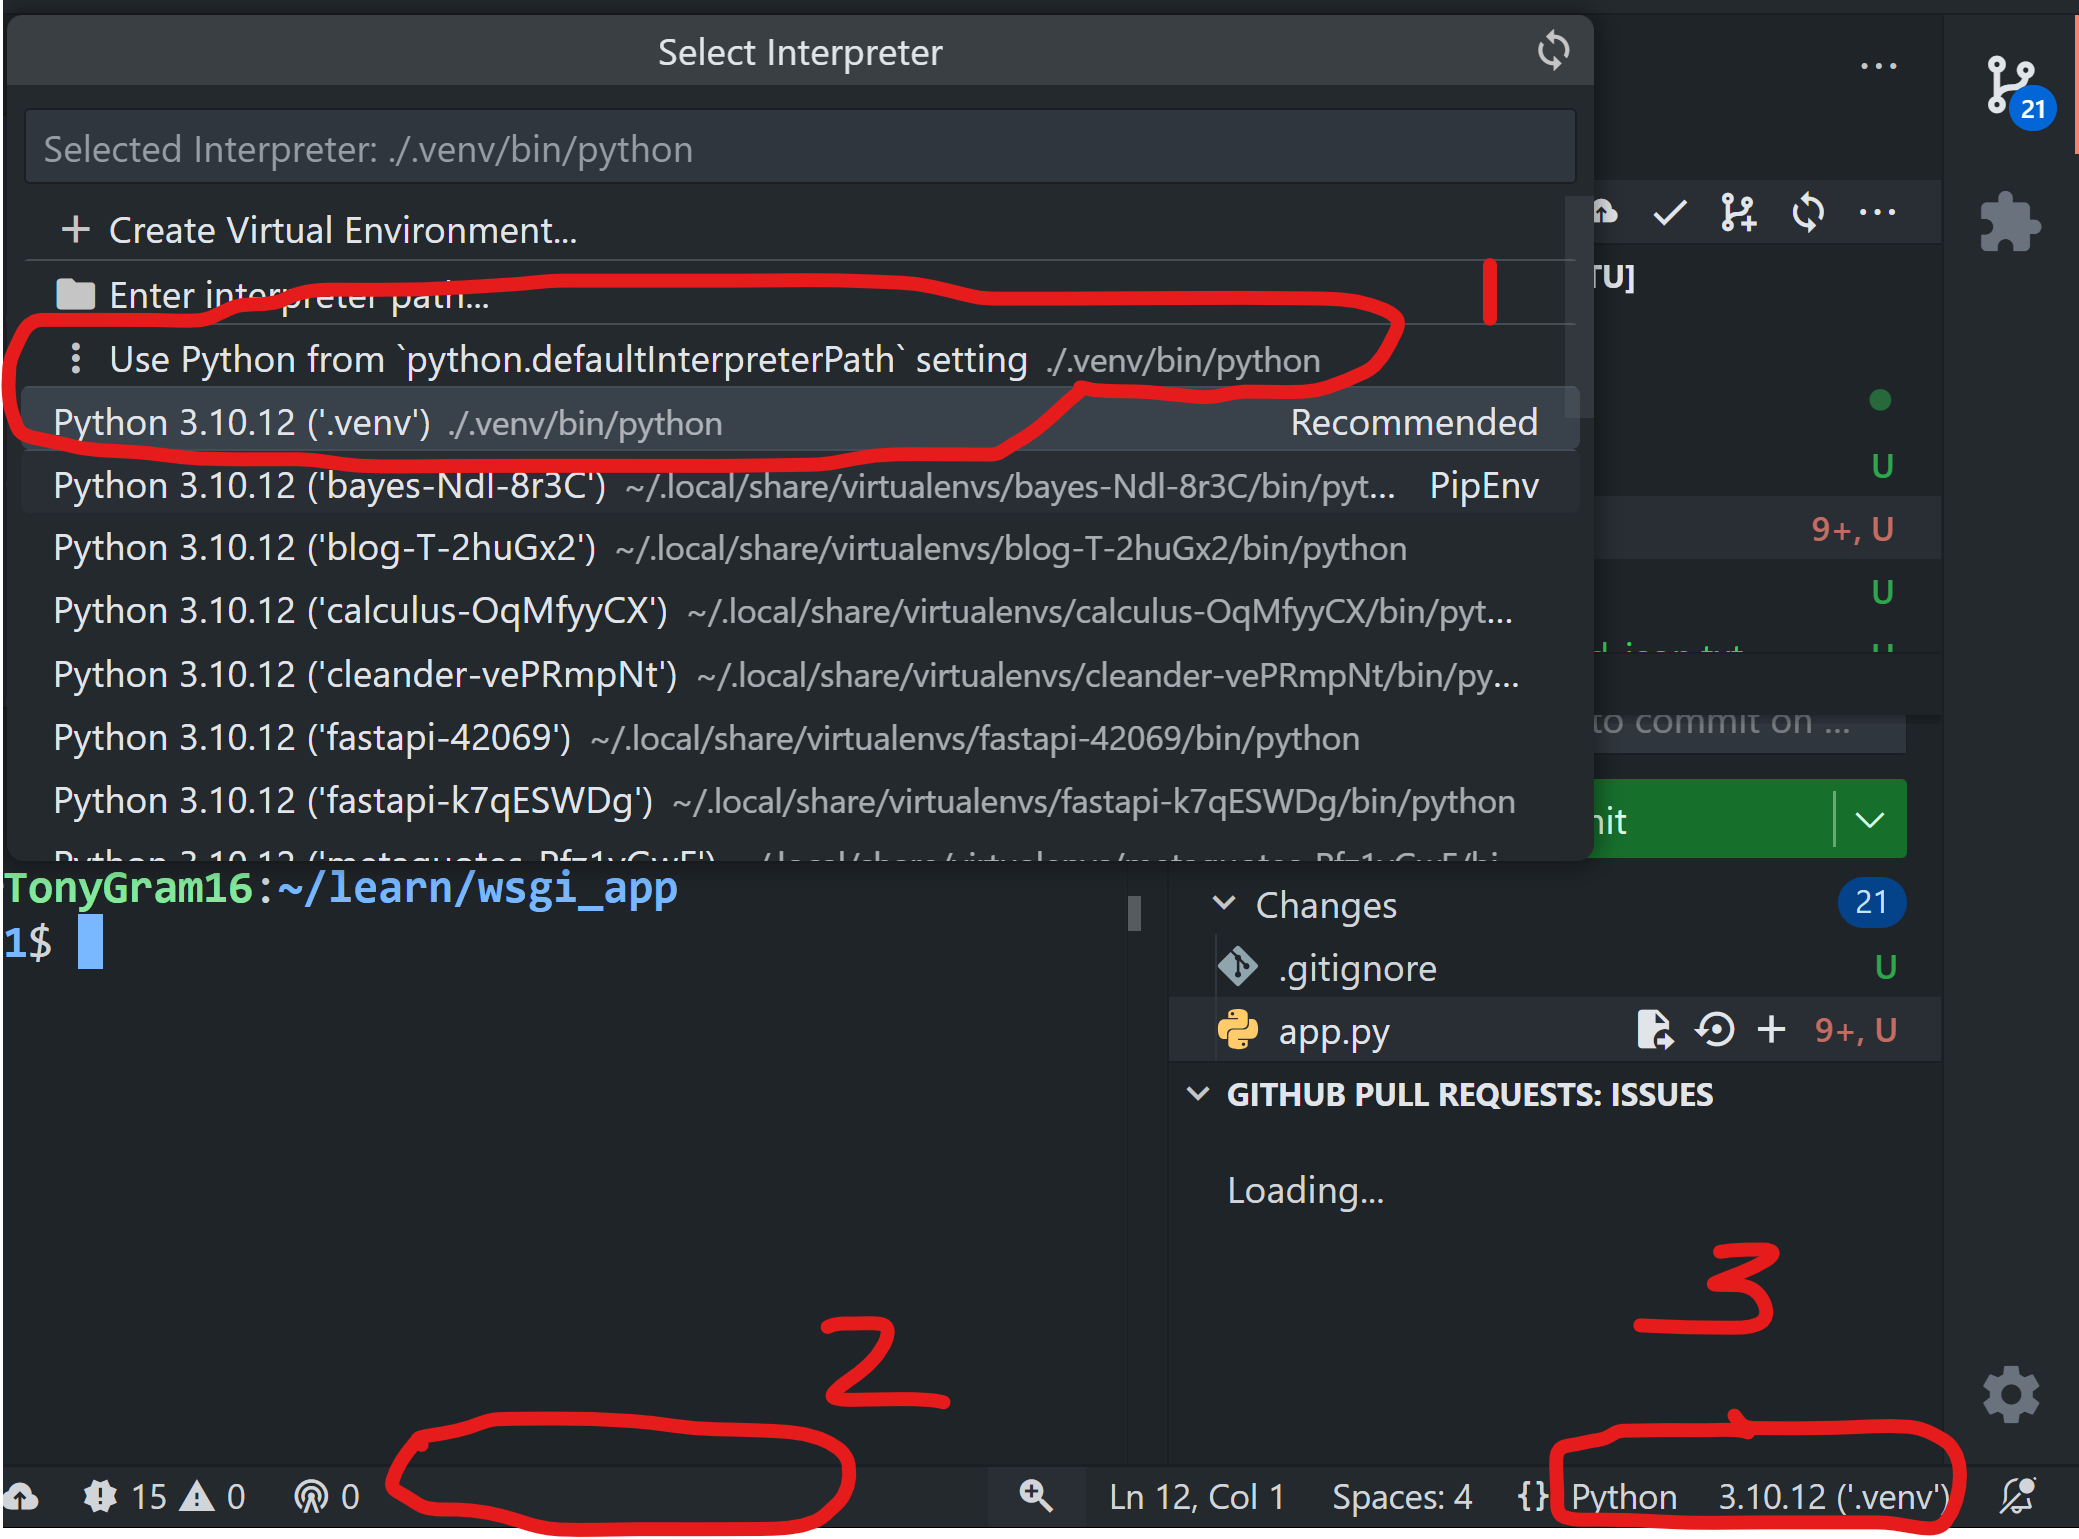 Select Interpreter
Selected Interpreter: ./.venv/bin/python
+ Create Virtual Environment...
Enter interpreter path...
Use Python from `python.defaultInterpreterPath` setting ./.venv/bin/python
Python 3.10.12 ('.venv') ./.venv/bin/python Recommended
Python 3.10.12 ('bayes-NdI-8r3C') ~/.local/share/virtualenvs/bayes-NdI-8r3C/bin/pyt... PipEnv
Python 3.10.12 ('blog-T-2huGx2') ~/.local/share/virtualenvs/blog-T-2huGx2/bin/python
Python 3.10.12 ('calculus-OqMfyyCX') ~/.local/share/virtualenvs/calculus-OqMfyyCX/bin/pyt...
Python 3.10.12 ('cleander-vePRmpNt') ~/.local/share/virtualenvs/cleander-vePRmpNt/bin/py...
Python 3.10.12 ('fastapi-42069') ~/.local/share/virtualenvs/fastapi-42069/bin/python
Python 3.10.12 ('fastapi-k7qESWDg') ~/.local/share/virtualenvs/fastapi-k7qESWDg/bin/python
1
...
21
...
TU]
U
9+, U
U
to commit on ...
nit
TonyGram16:~/learn/wsgi_app
1$
Changes 21
.gitignore U
app.py 9+, U
GITHUB PULL REQUESTS: ISSUES
Loading...
2
3
15 0 0
Ln 12, Col 1 Spaces: 4 {} Python 3.10.12 ('.venv')